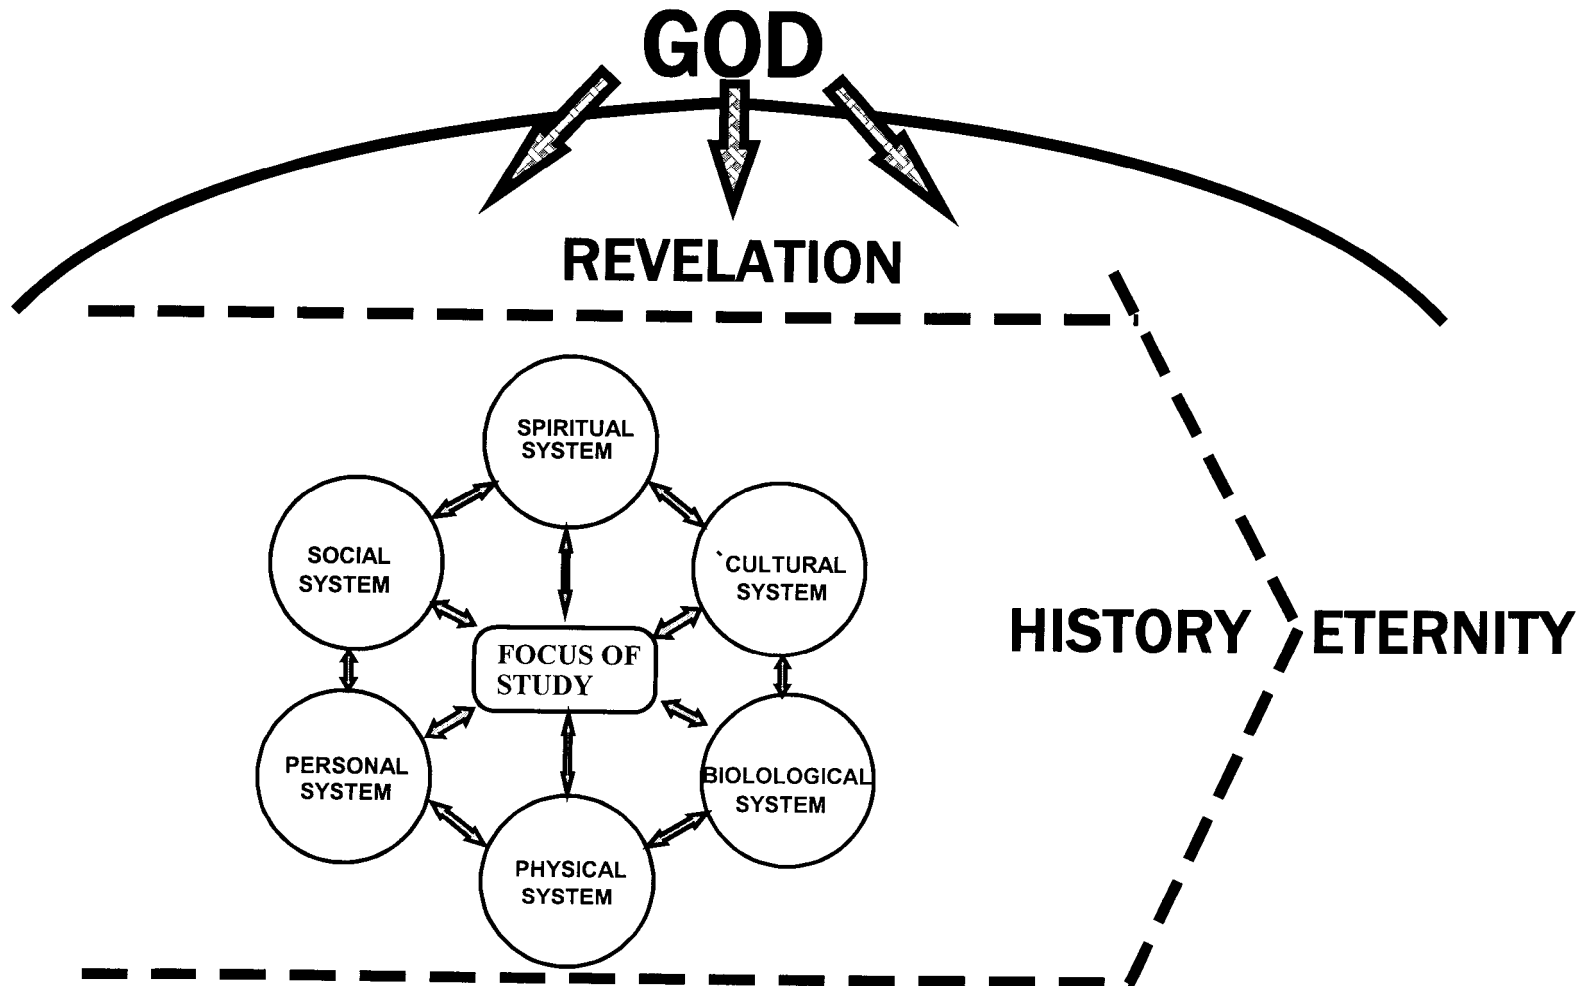 GOD
REVELATION
SPIRITUAL
SYSTEM
SOCIAL
SYSTEM
`CULTURAL
SYSTEM
HISTORY
ETERNITY
FOCUS OF
STUDY
PERSONAL
SYSTEM
BIOLOLOGICAL
SYSTEM
PHYSICAL
SYSTEM